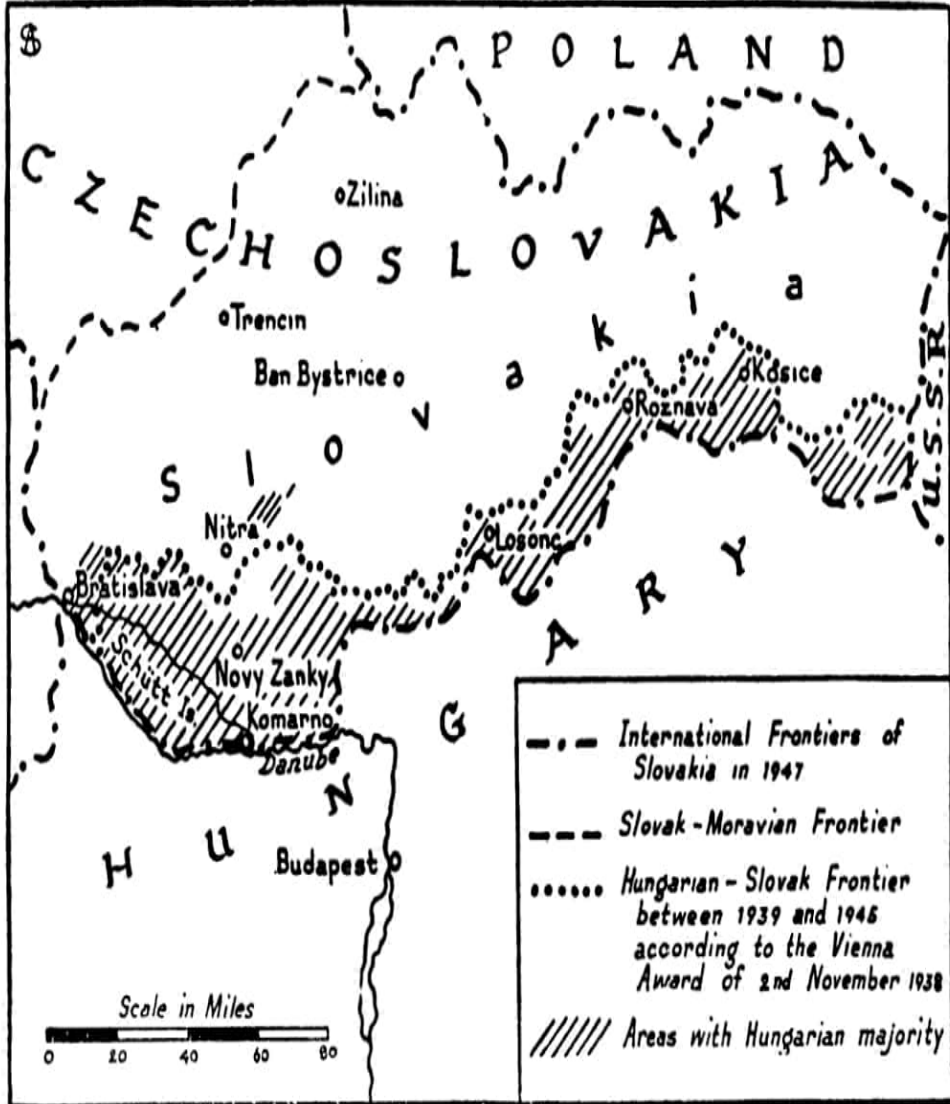 POLAND
CZECHOSLOVAKIA
Zilina
Trencin
Ban Bystrice
Slovakia
Kosice
Roznava
U.S.S.R.
Nitra
Losonc
Bratislava
Schütt Is.
Novy Zanky
Komarno
Danube
HUNGARY
Budapest
International Frontiers of
Slovakia in 1947
Slovak-Moravian Frontier
Hungarian-Slovak Frontier
between 1939 and 1945
according to the Vienna
Award of 2nd November 1938
Areas with Hungarian majority
Scale in Miles
0 20 40 60 80